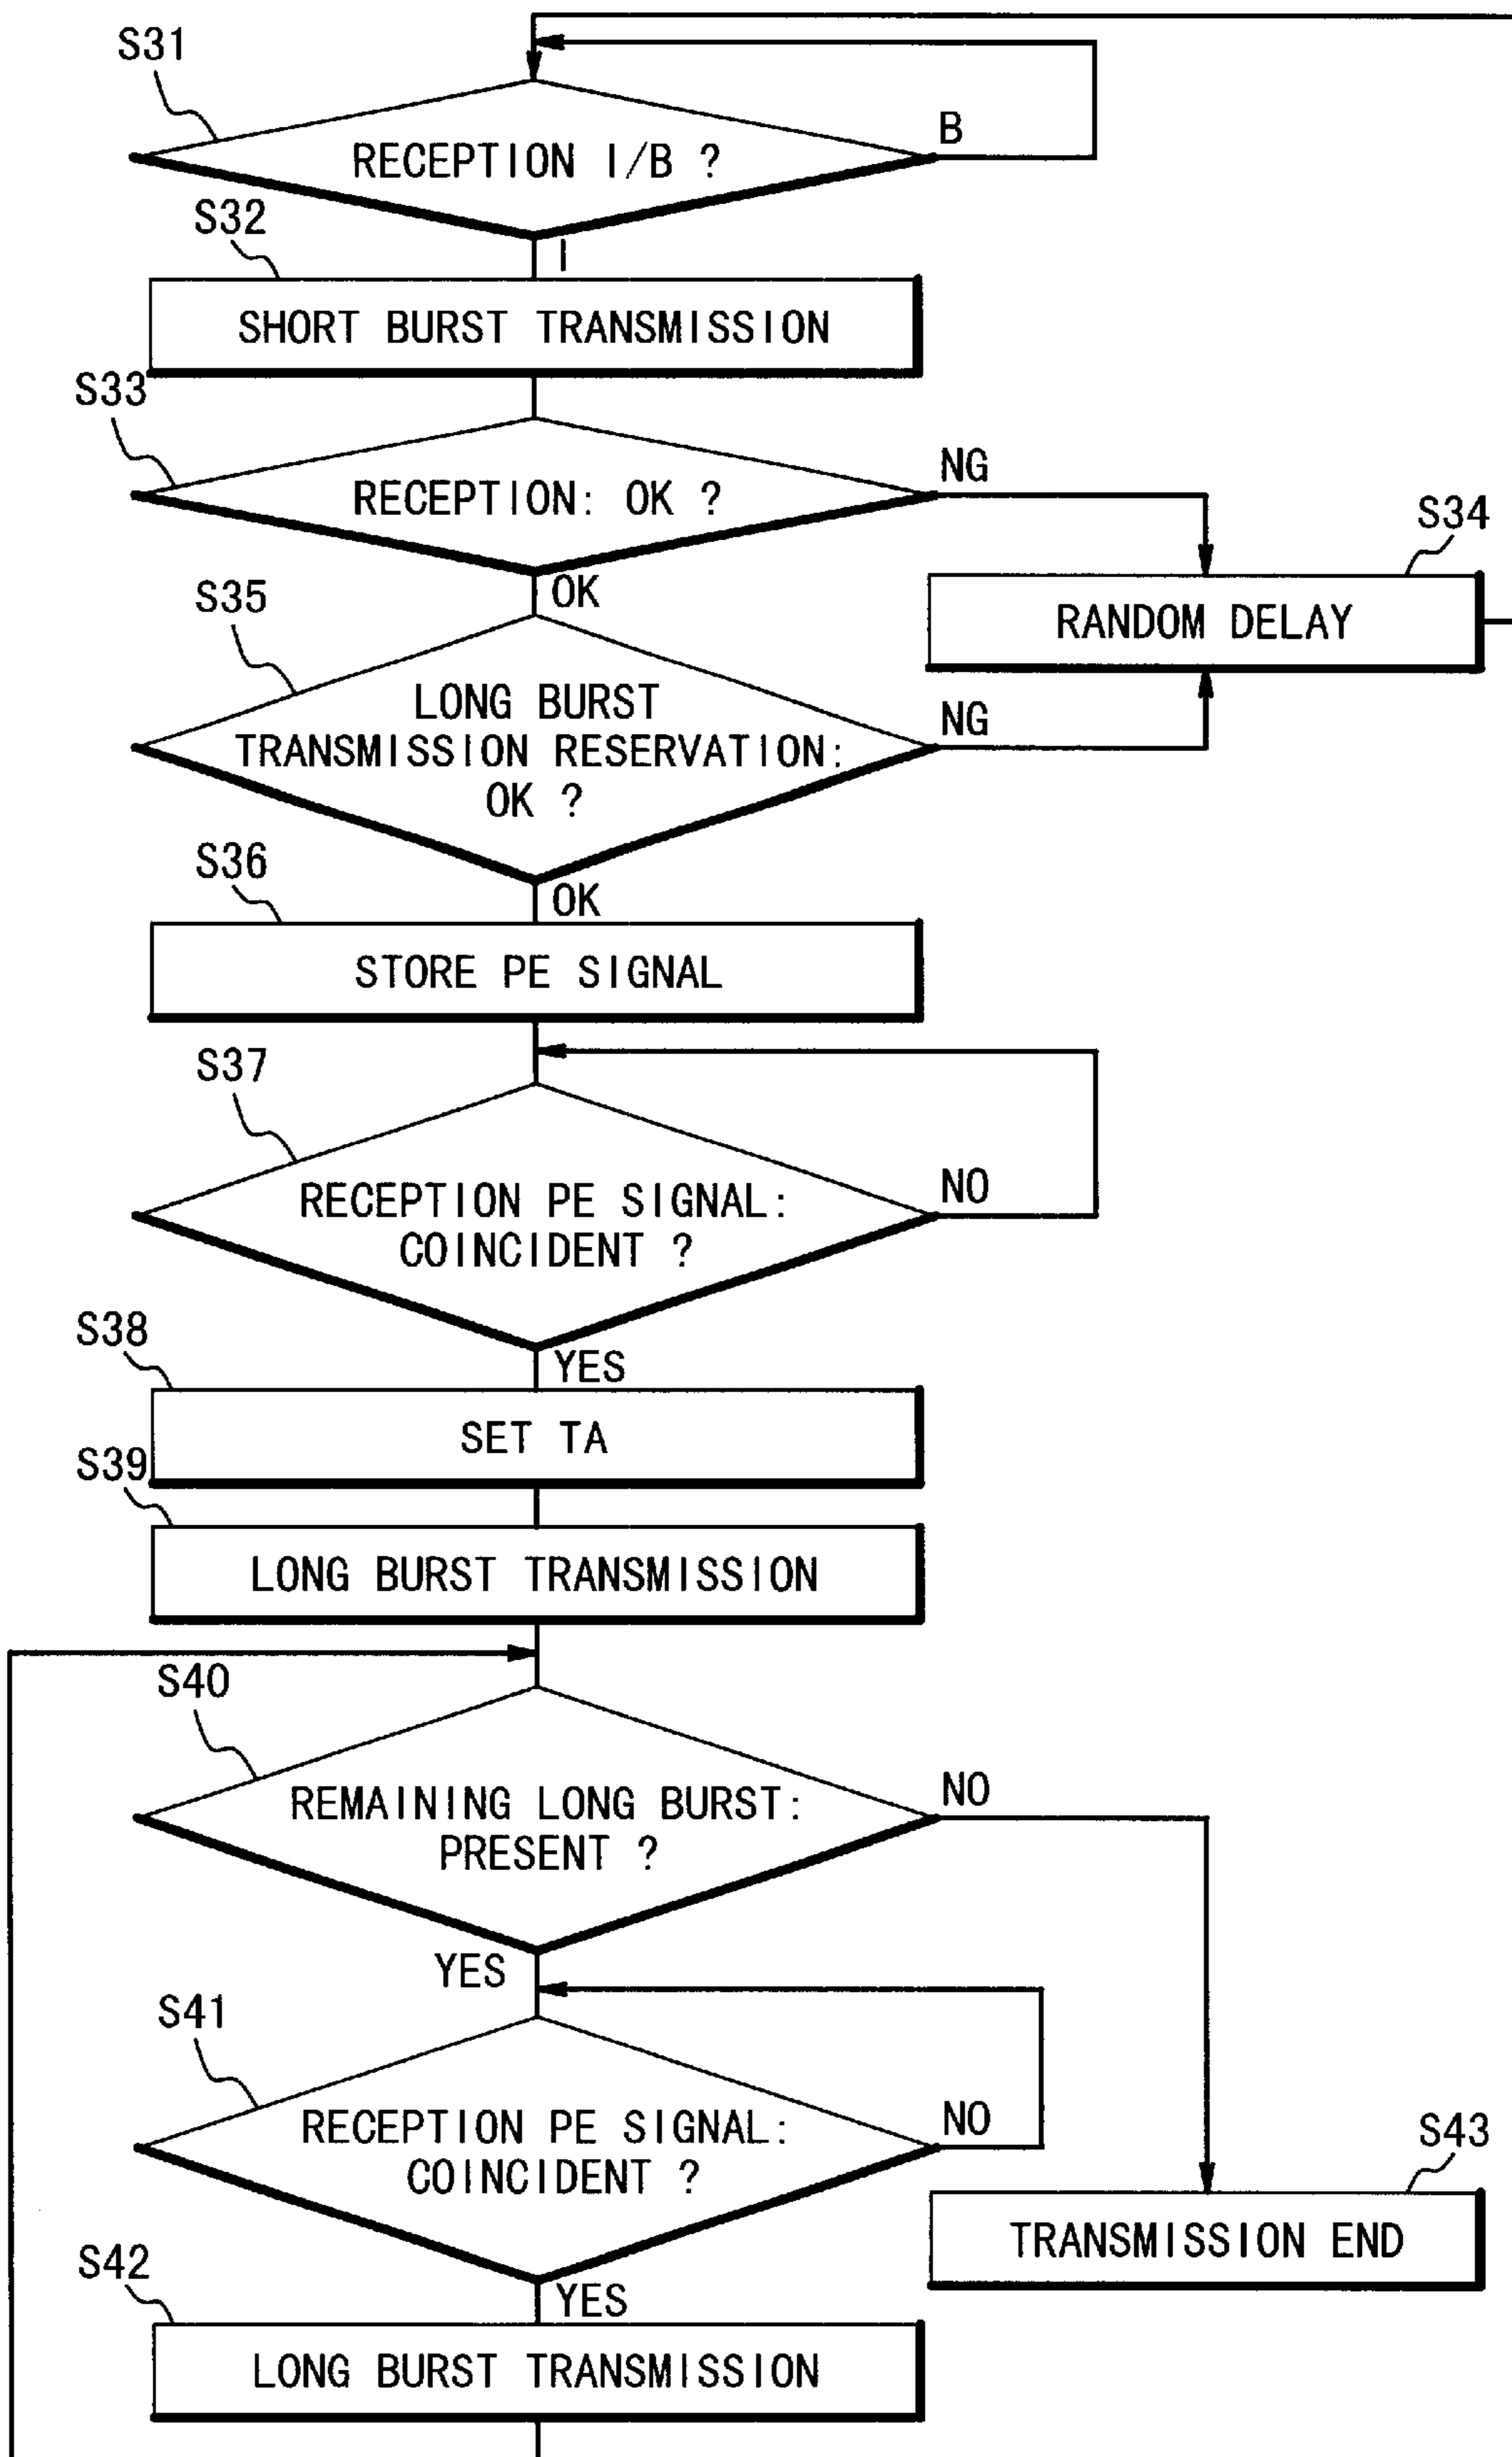 S31
RECEPTION I/B ?
B
I
S32
SHORT BURST TRANSMISSION
S33
RECEPTION: OK ?
NG
OK
S34
RANDOM DELAY
S35
LONG BURST
TRANSMISSION RESERVATION:
OK ?
NG
OK
S36
STORE PE SIGNAL
S37
RECEPTION PE SIGNAL:
COINCIDENT ?
NO
YES
S38
SET TA
S39
LONG BURST TRANSMISSION
S40
REMAINING LONG BURST:
PRESENT ?
NO
YES
S41
RECEPTION PE SIGNAL:
COINCIDENT ?
NO
YES
S43
TRANSMISSION END
S42
LONG BURST TRANSMISSION